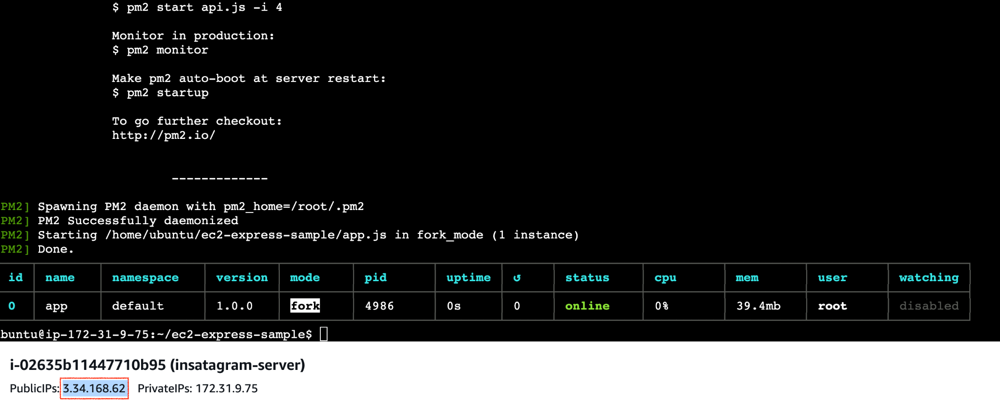 $ pm2 start api.js -i 4
Monitor in production:
$ pm2 monitor
Make pm2 auto-boot at server restart:
$ pm2 startup
To go further checkout:
http://pm2.io/
-------------
PM2] Spawning PM2 daemon with pm2_home=/root/.pm2
PM2] PM2 Successfully daemonized
PM2] Starting /home/ubuntu/ec2-express-sample/app.js in fork_mode (1 instance)
PM2] Done.
id name namespace version mode pid uptime ↺ status cpu mem user watching
0 app default 1.0.0 fork 4986 0s 0 online 0% 39.4mb root disabled
buntu@ip-172-31-9-75:~/ec2-express-sample$
i-02635b11447710b95 (insatagram-server)
PublicIPs: 3.34.168.62 PrivateIPs: 172.31.9.75